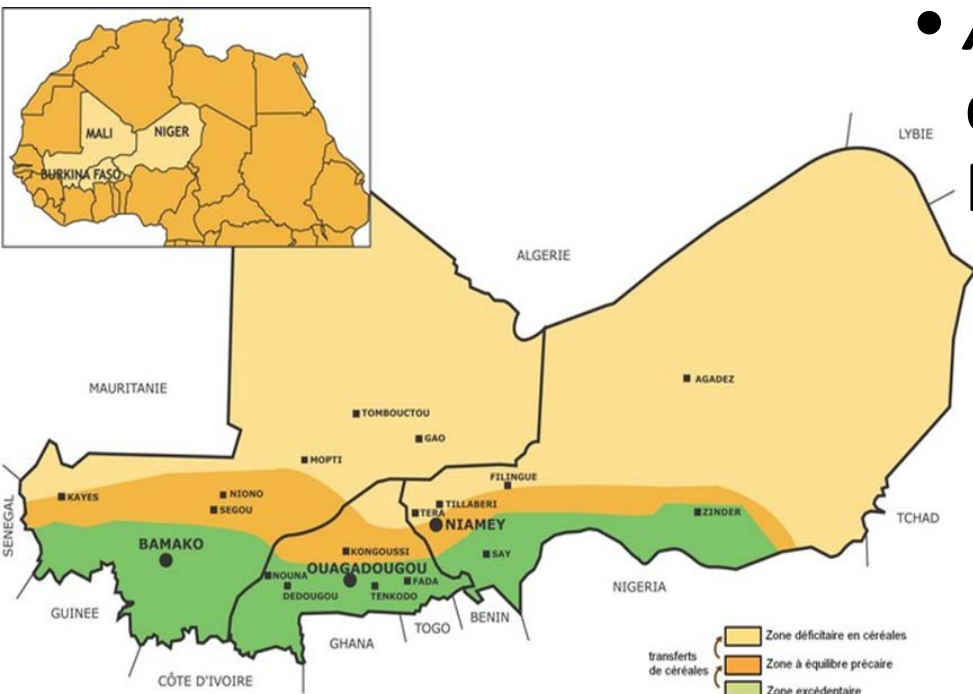 MALI
NIGER
BURKINA FASO
LYBIE
ALGERIE
MAURITANIE
AGADEZ
TOMBOUCTOU
GAO
MOPTI
FILINGUE
KAYES
NIONO
SEGOU
TILLABERI
TERA
NIAMEY
ZINDER
TCHAD
SENEGAL
BAMAKO
KONGOUSSI
SAY
OUAGADOUGOU
NOUNA
FADA
DEDOUGOU
TENKODO
NIGERIA
GUINEE
BENIN
TOGO
GHANA
CÔTE D'IVOIRE
transferts
de céréales
Zone déficitaire en céréales
Zone à équilibre précaire
Zone excédentaire